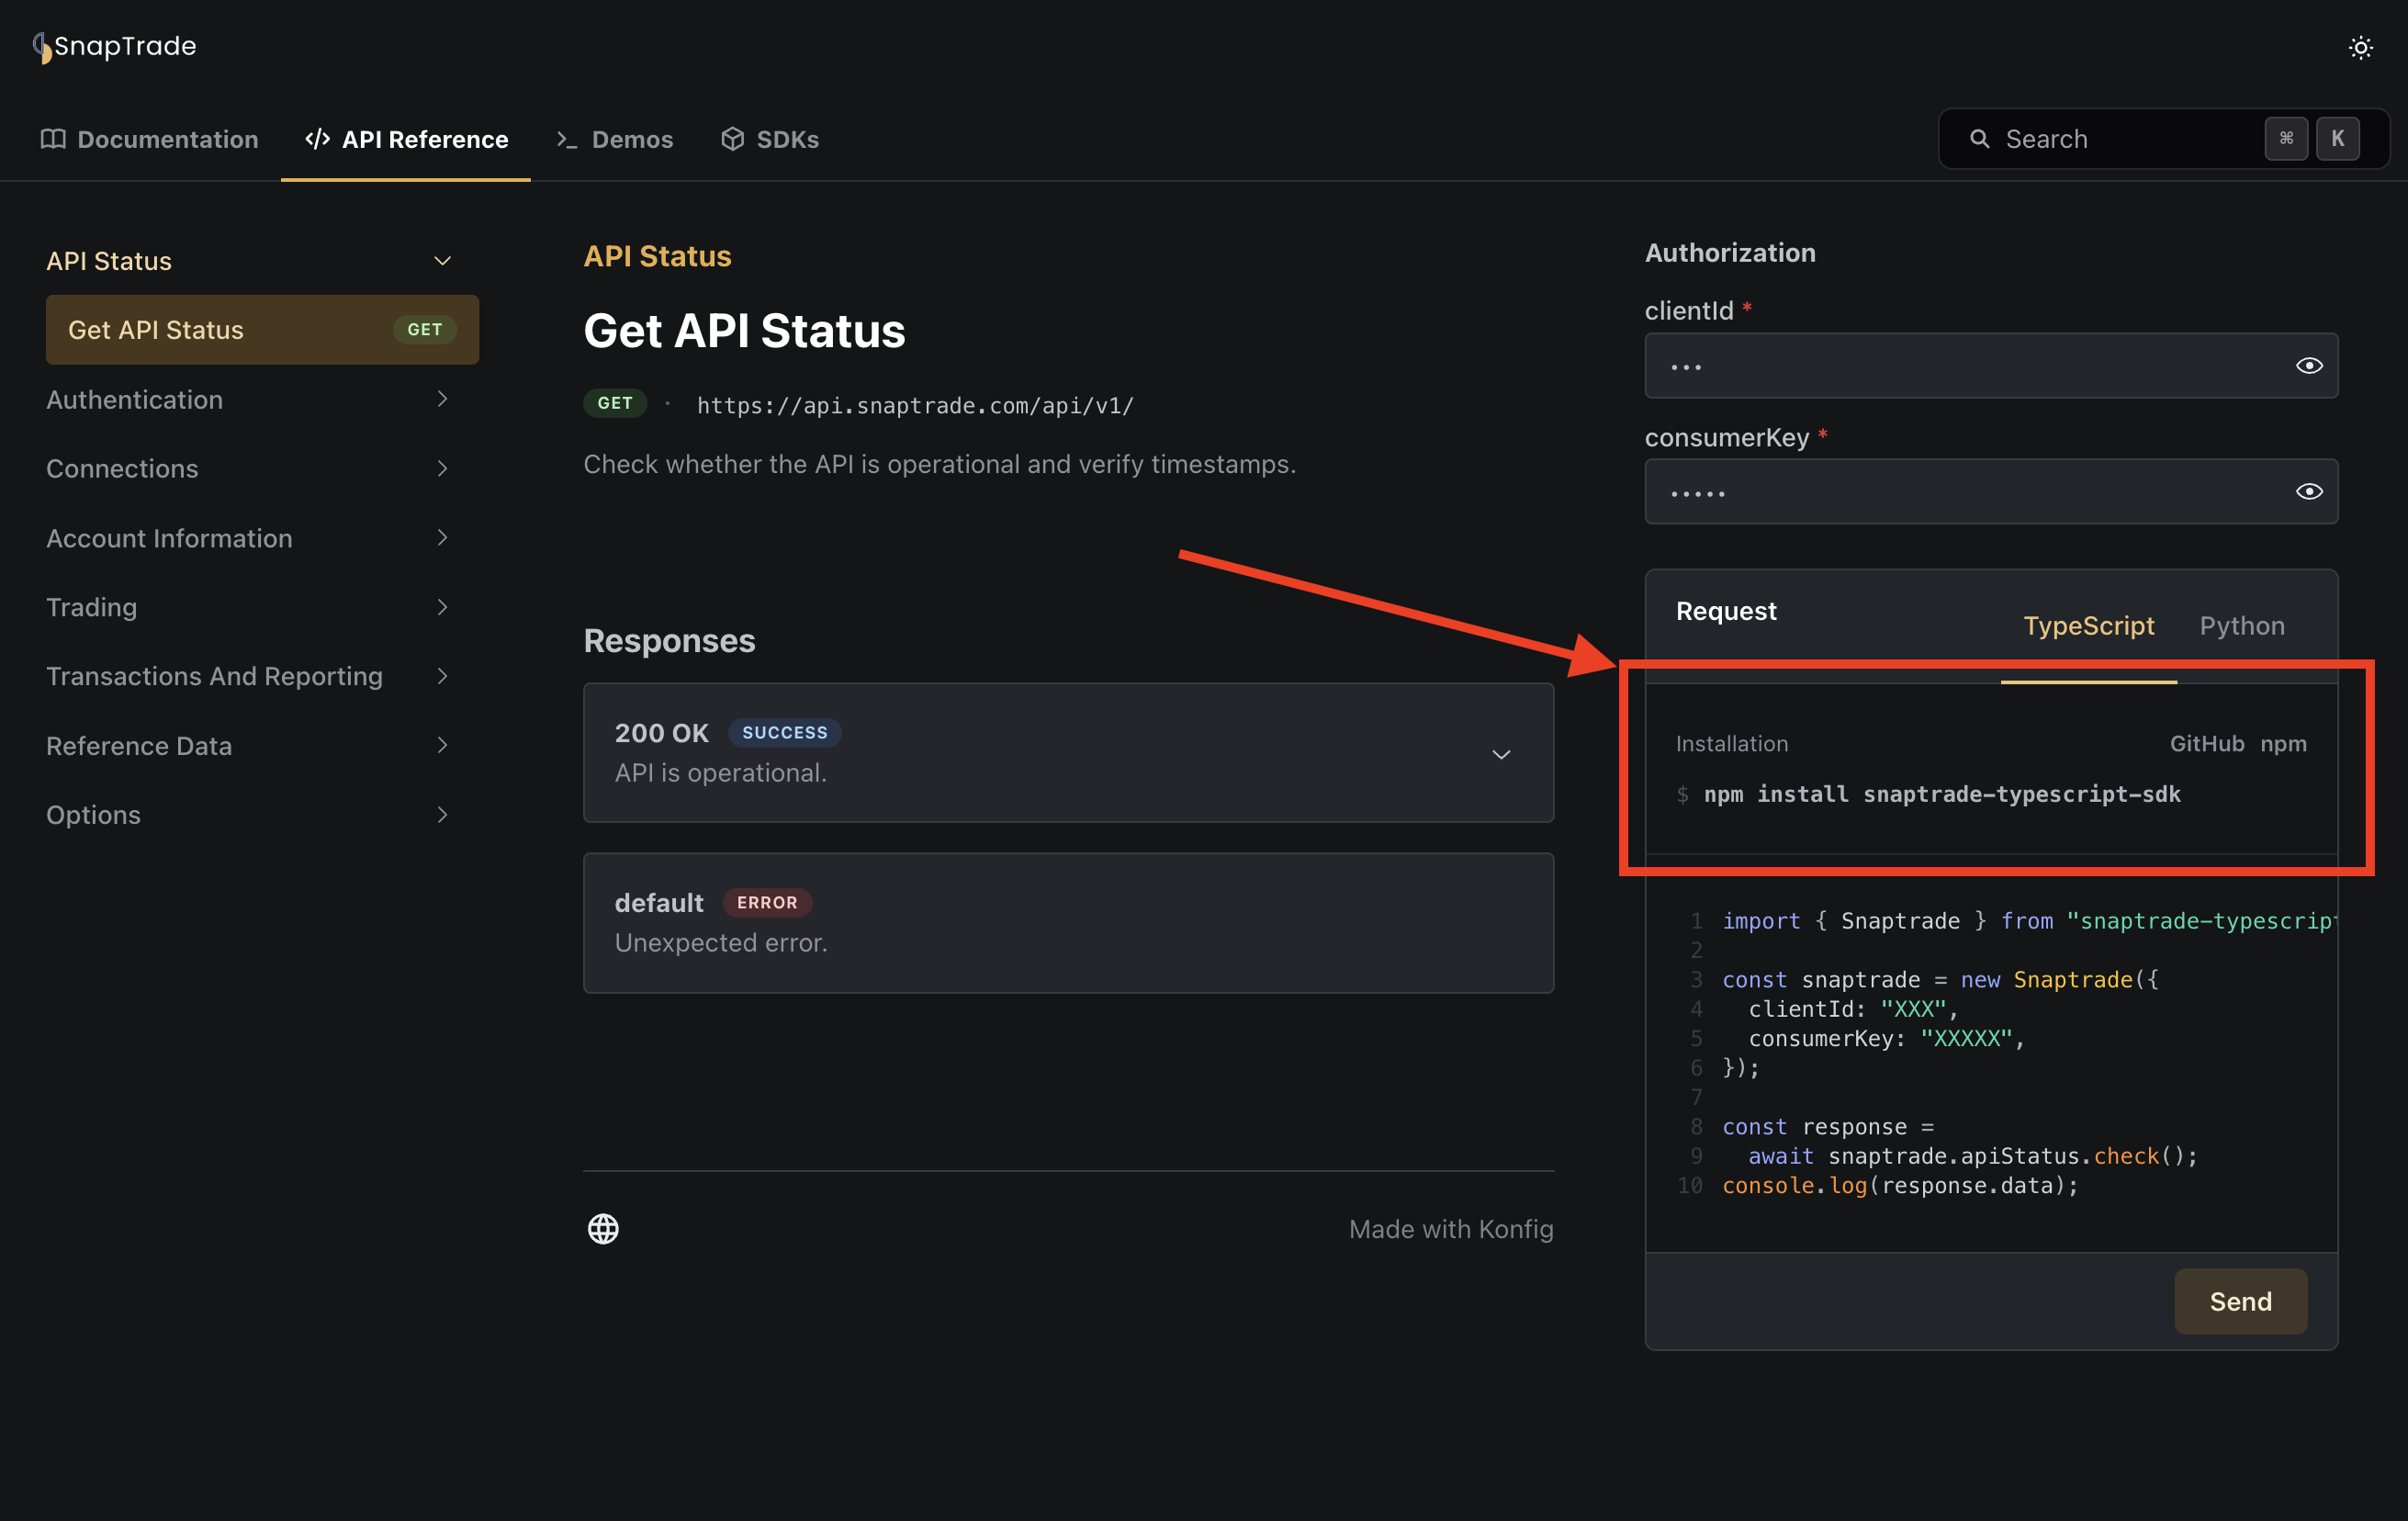 SnapTrade
Documentation
</> API Reference
>_ Demos
SDKs
Search
⌘ K
API Status
Get API Status GET
Authentication
Connections
Account Information
Trading
Transactions And Reporting
Reference Data
Options
API Status
Get API Status
GET · https://api.snaptrade.com/api/v1/
Check whether the API is operational and verify timestamps.
Responses
200 OK SUCCESS
API is operational.
default ERROR
Unexpected error.
Made with Konfig
Authorization
clientId *
•••
consumerKey *
•••••
Request
TypeScript Python
Installation GitHub npm
$ npm install snaptrade-typescript-sdk
1 import { Snaptrade } from "snaptrade-typescript
2
3 const snaptrade = new Snaptrade({
4 clientId: "XXX",
5 consumerKey: "XXXXX",
6 });
7
8 const response =
9 await snaptrade.apiStatus.check();
10 console.log(response.data);
Send